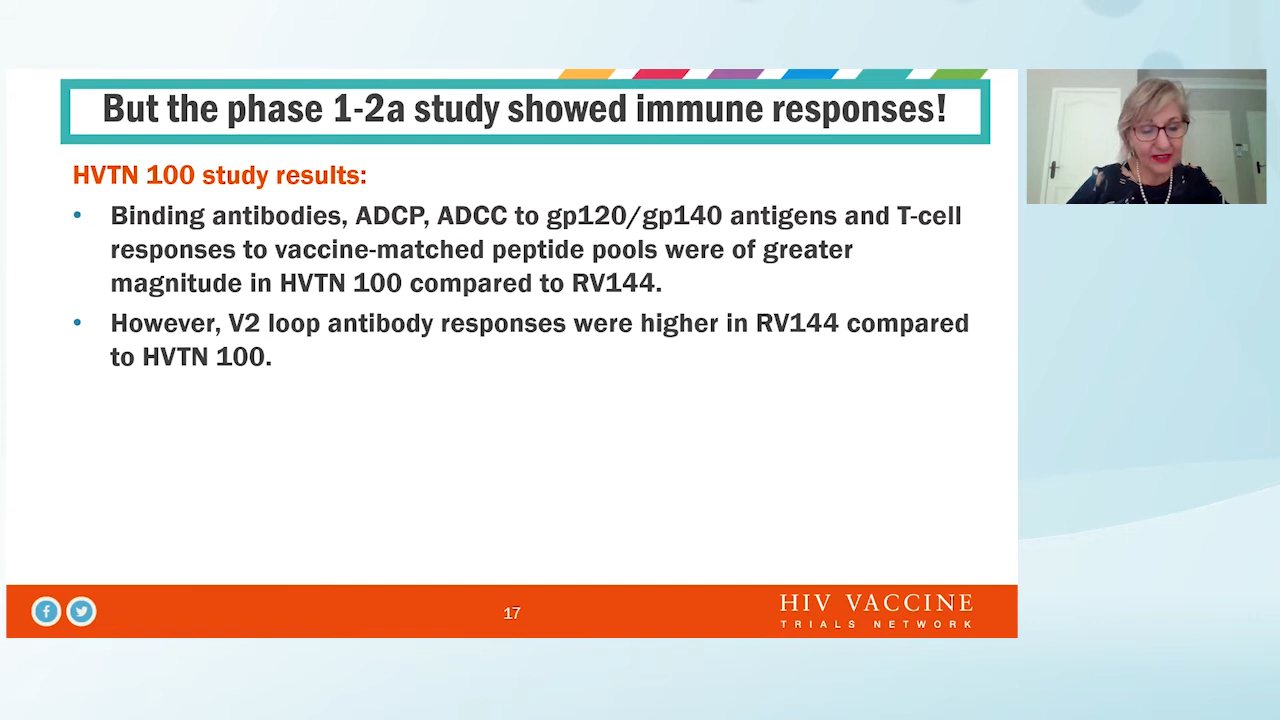 But the phase 1-2a study showed immune responses!
HVTN 100 study results:
• Binding antibodies, ADCP, ADCC to gp120/gp140 antigens and T-cell
responses to vaccine-matched peptide pools were of greater
magnitude in HVTN 100 compared to RV144.
• However, V2 loop antibody responses were higher in RV144 compared
to HVTN 100.
17
HIV VACCINE
TRIALS NETWORK